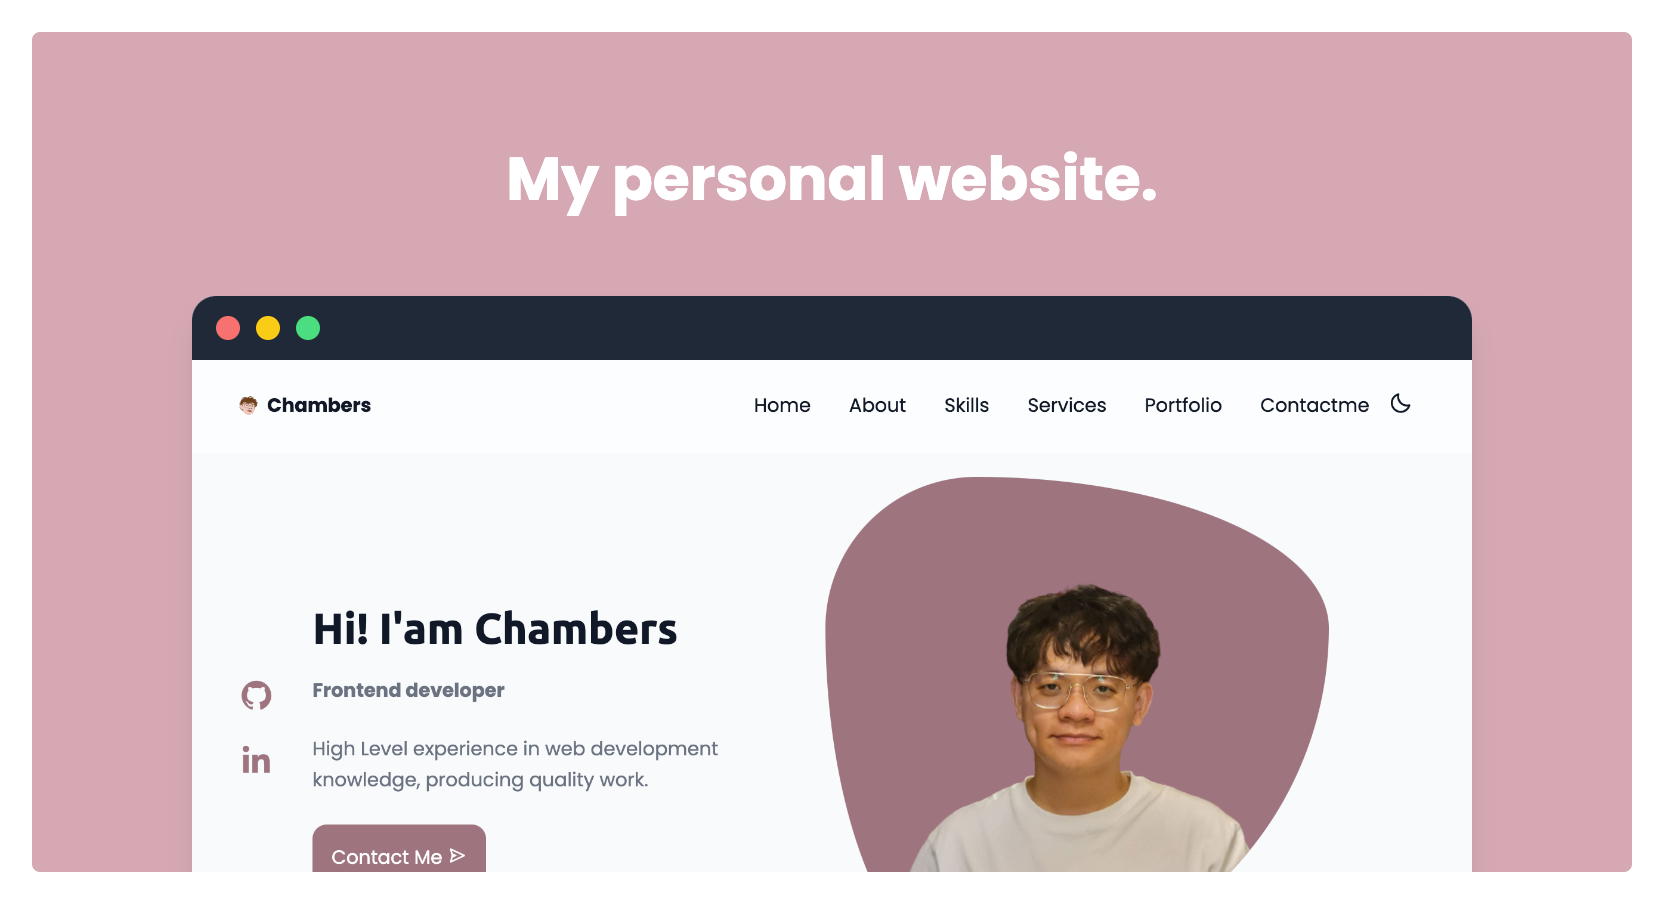 My personal website.
Chambers
Home About Skills Services Portfolio Contactme
Hi! I'am Chambers
Frontend developer
in
High Level experience in web development
knowledge, producing quality work.
Contact Me